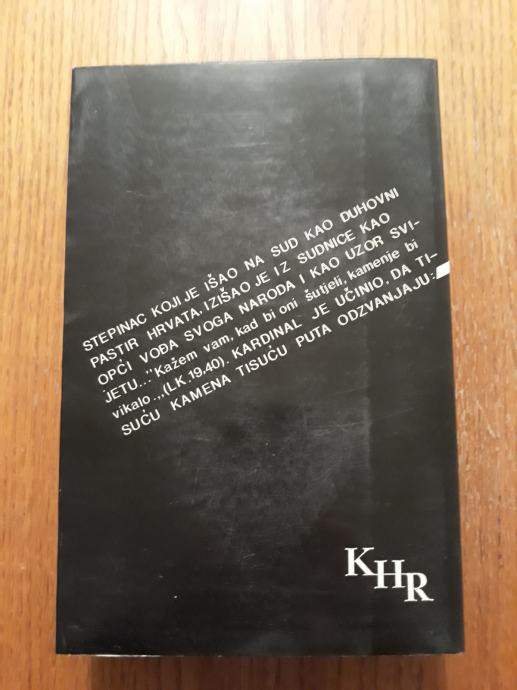 STEPINAC KOJI JE IŠAO NA SUD KAO DUHOVNI
PASTIR HRVATA, IZIŠAO JE IZ SUDNICE KAO
OPĆI VOĐA SVOGA NARODA I KAO UZOR SVI-
JETU..."Kažem vam, kad bi oni šutjeli, kamenje bi
vikalo.„(LK.19,40). KARDINAL JE UČINIO, DA TI-
SUĆU KAMENA TISUĆU PUTA ODZVANJAJU:
KHR